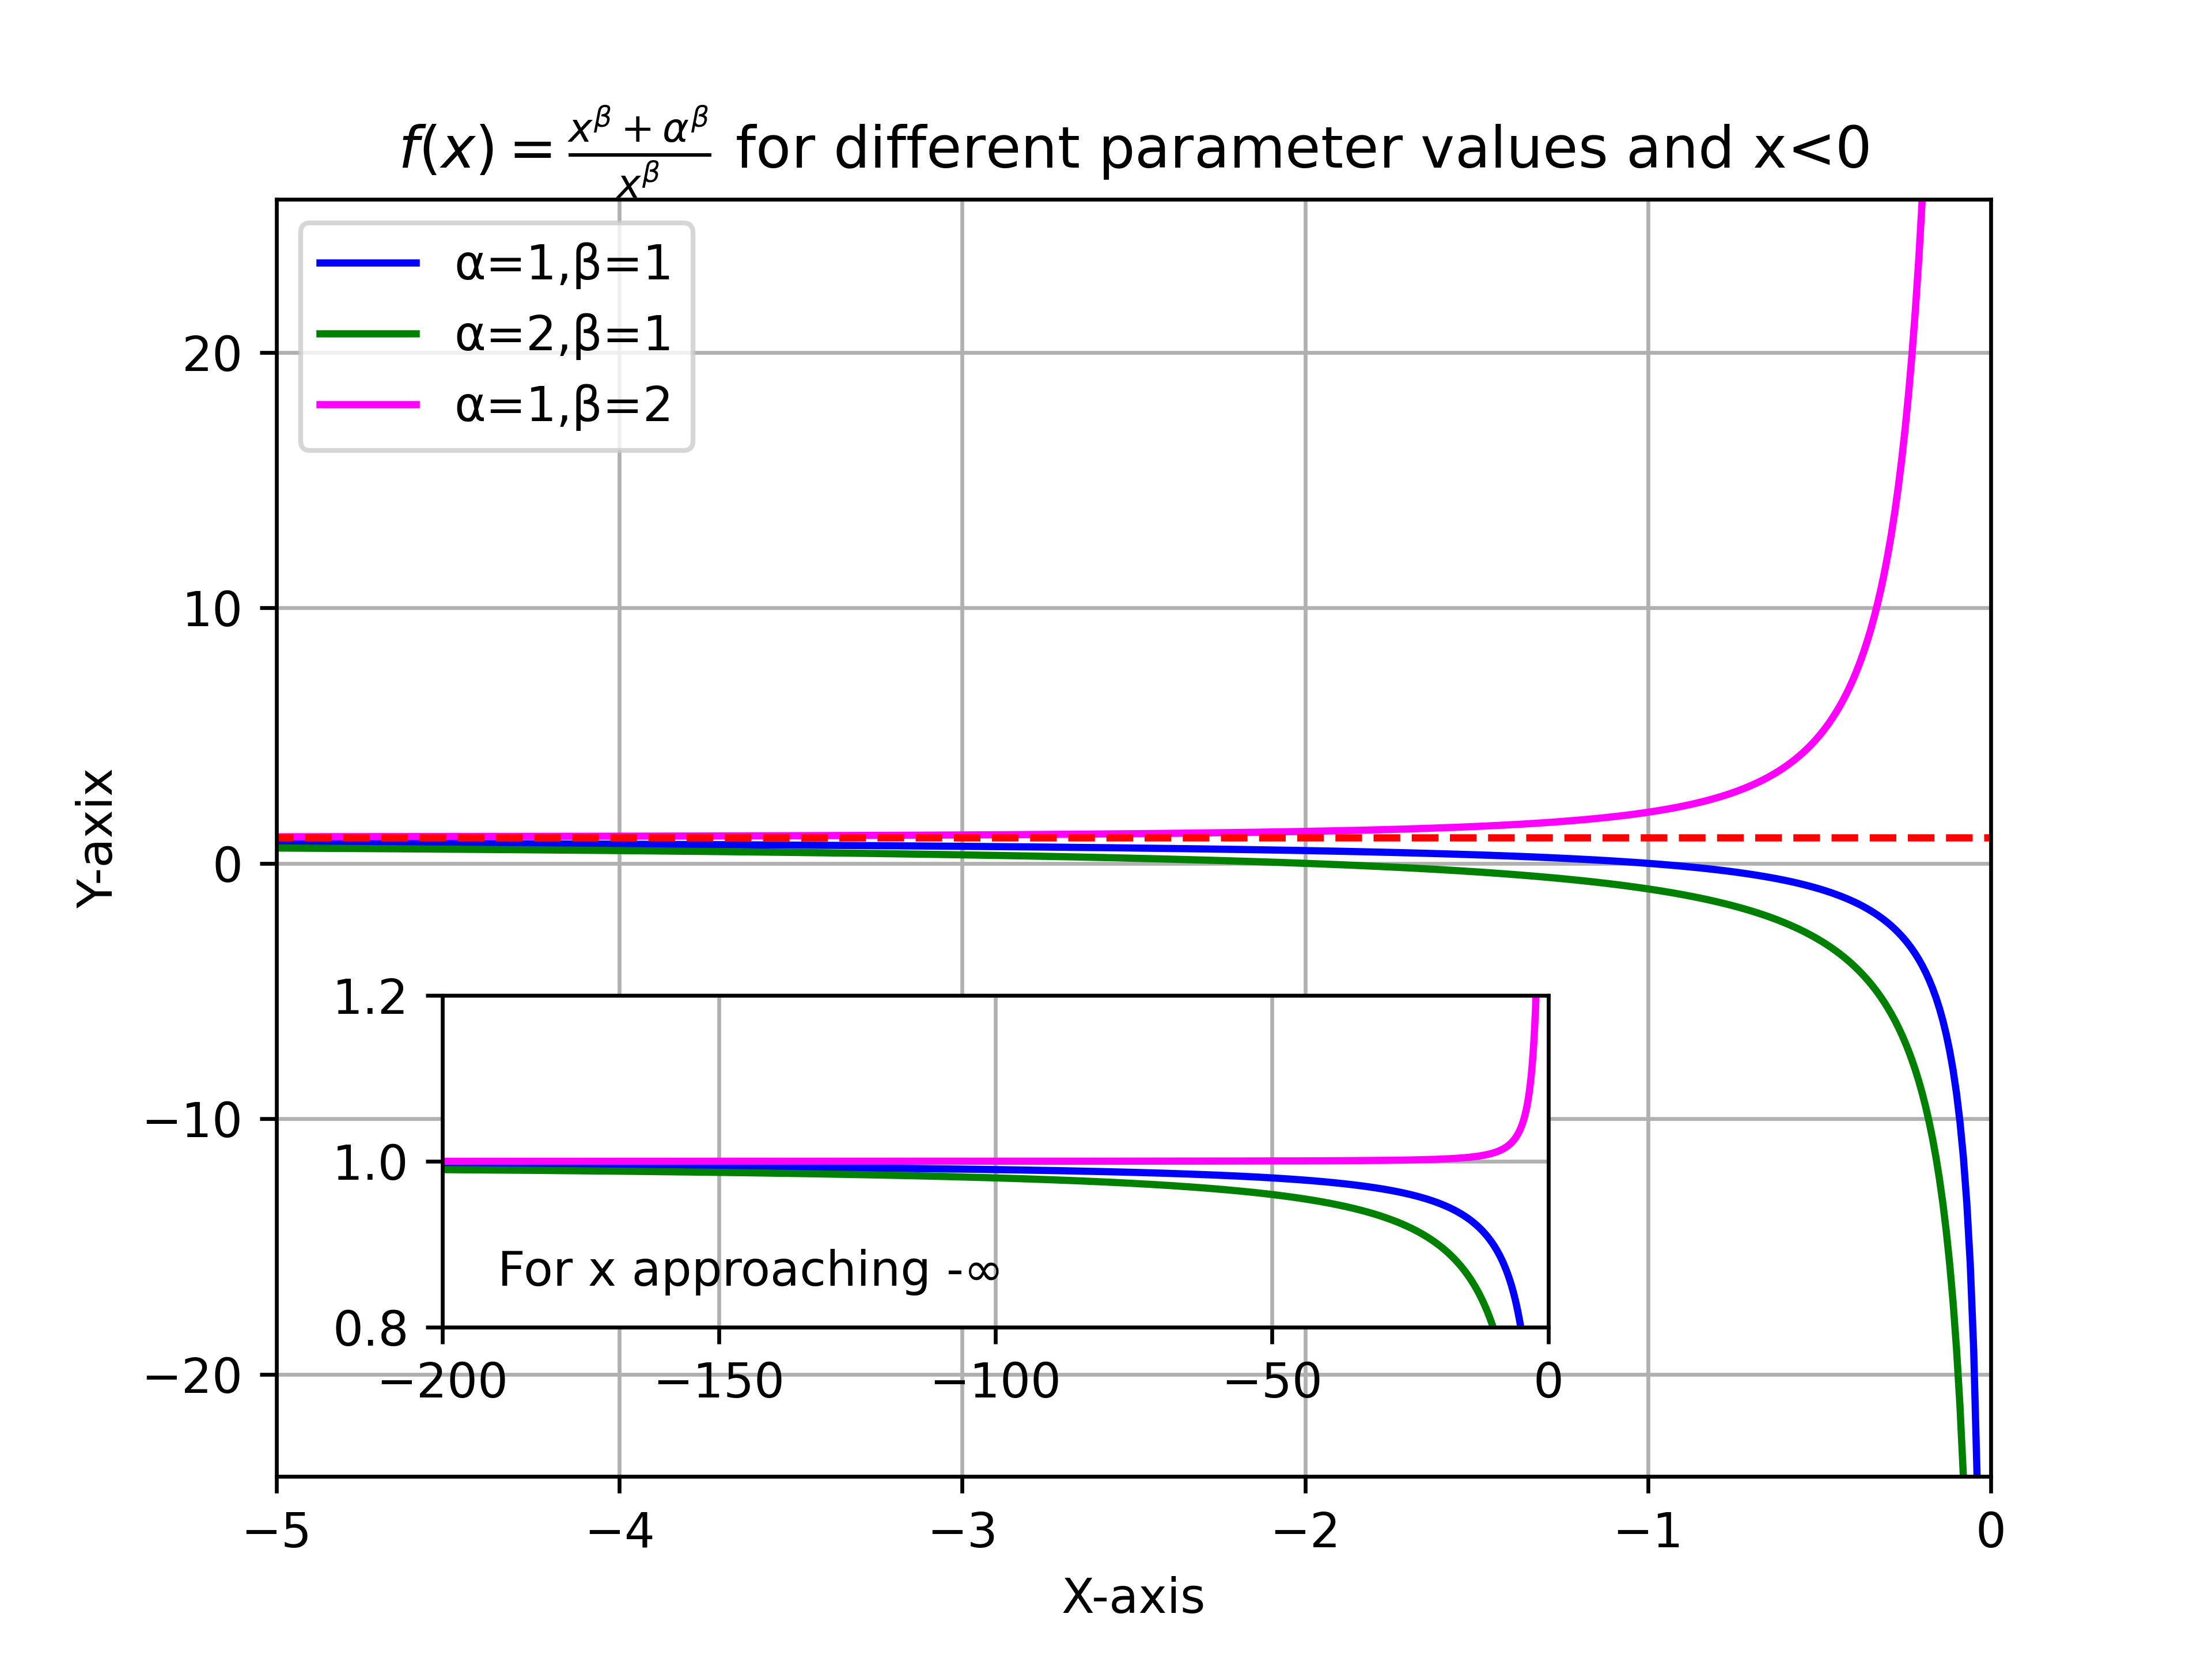 f(x) = \frac{x^β + α^β}{x^β} for different parameter values and x<0
α=1,β=1
α=2,β=1
α=1,β=2
20
10
0
−10
−20
Y-axix
1.2
1.0
0.8
For x approaching -∞
−200 −150 −100 −50 0
−5 −4 −3 −2 −1 0
X-axis